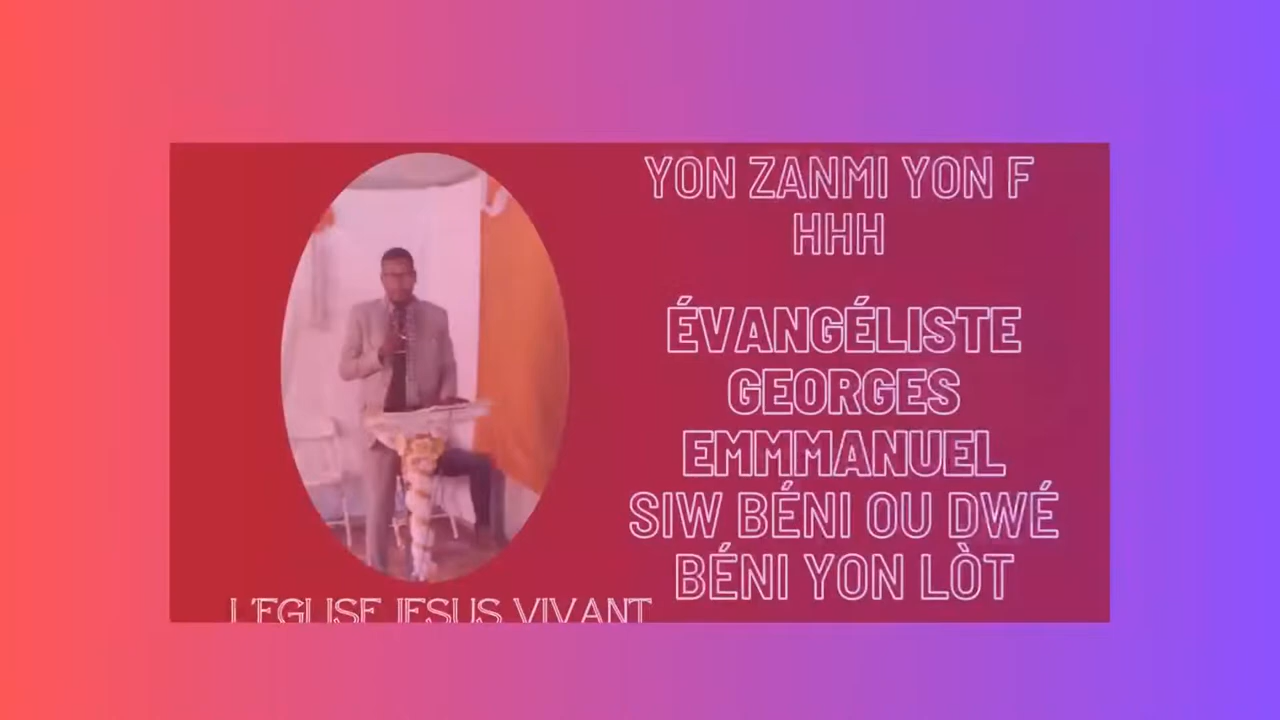 YON ZANMI YON F
HHH
ÉVANGÉLISTE
GEORGES
EMMMANUEL
SIW BÉNI OU DWÉ
BÉNI YON LÒT
L'EGLISE JESUS VIVANT